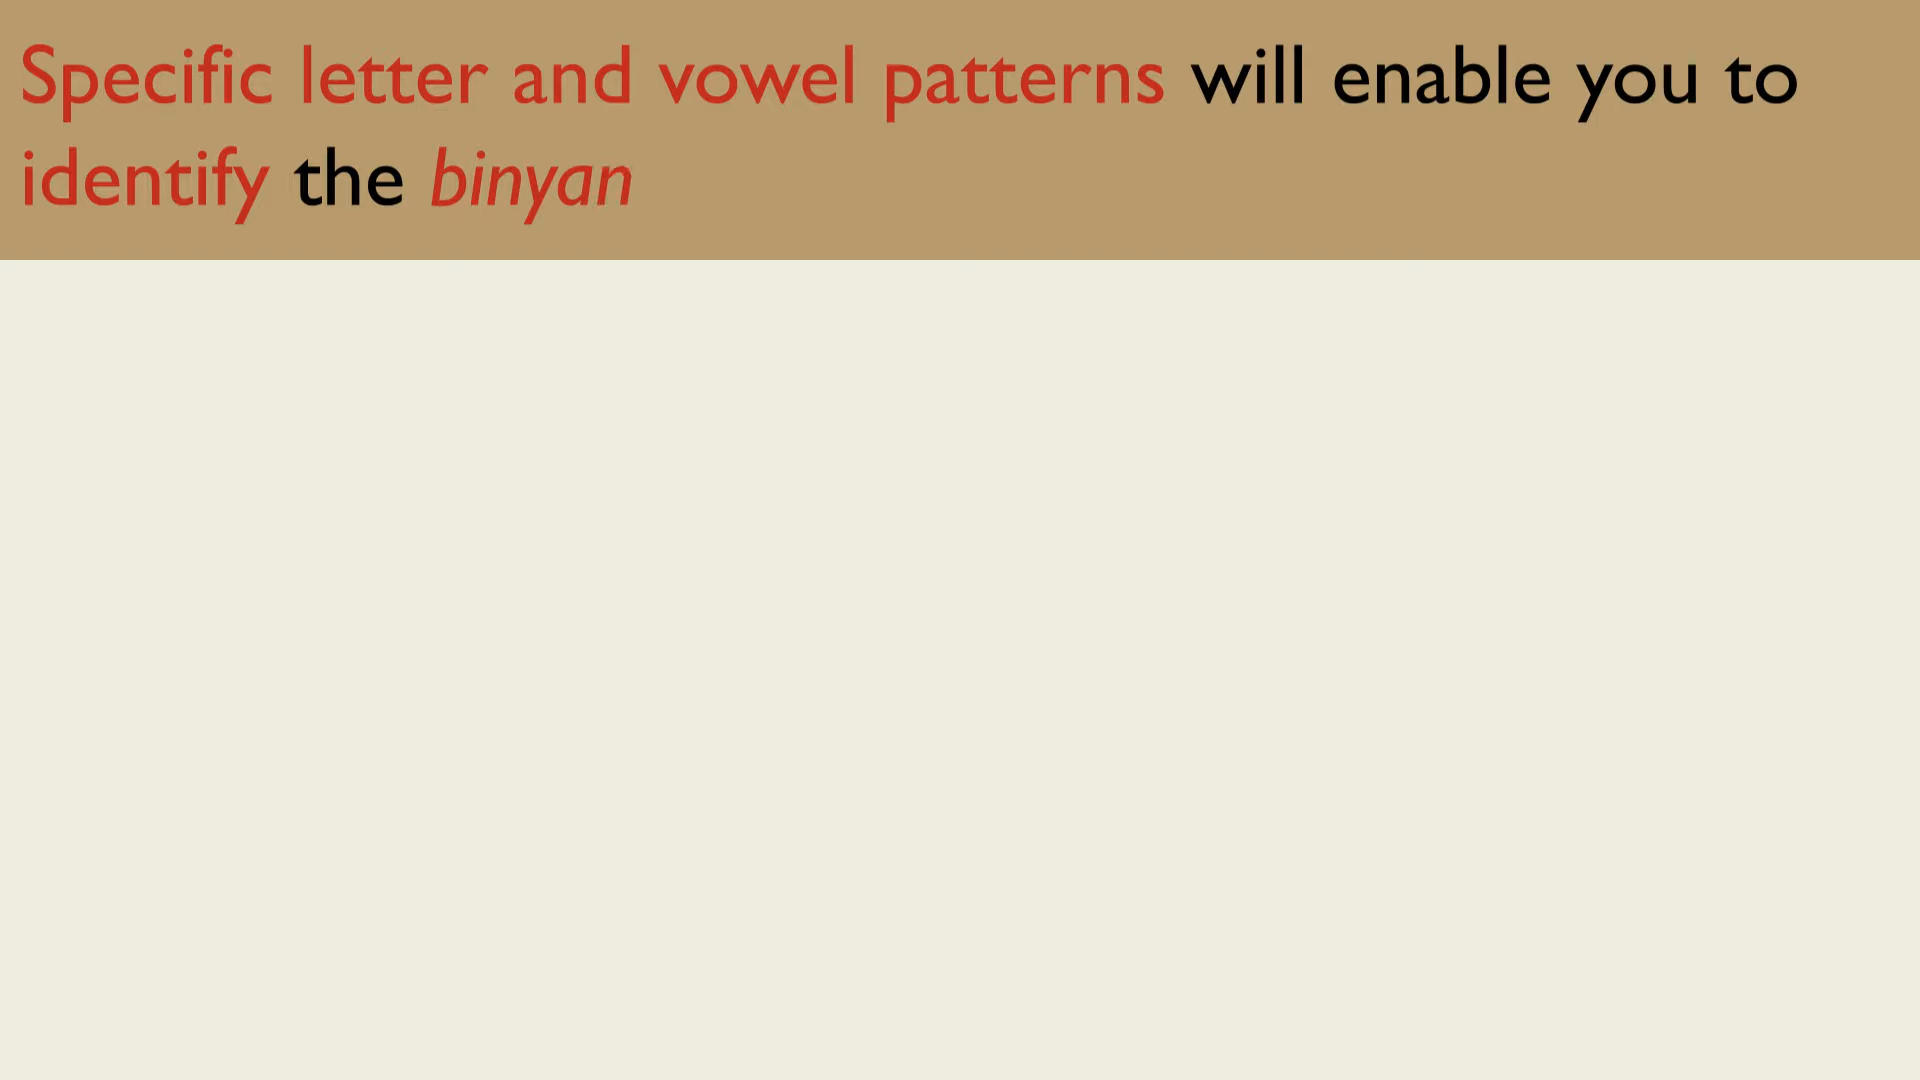 Specific letter and vowel patterns will enable you to
identify the binyan